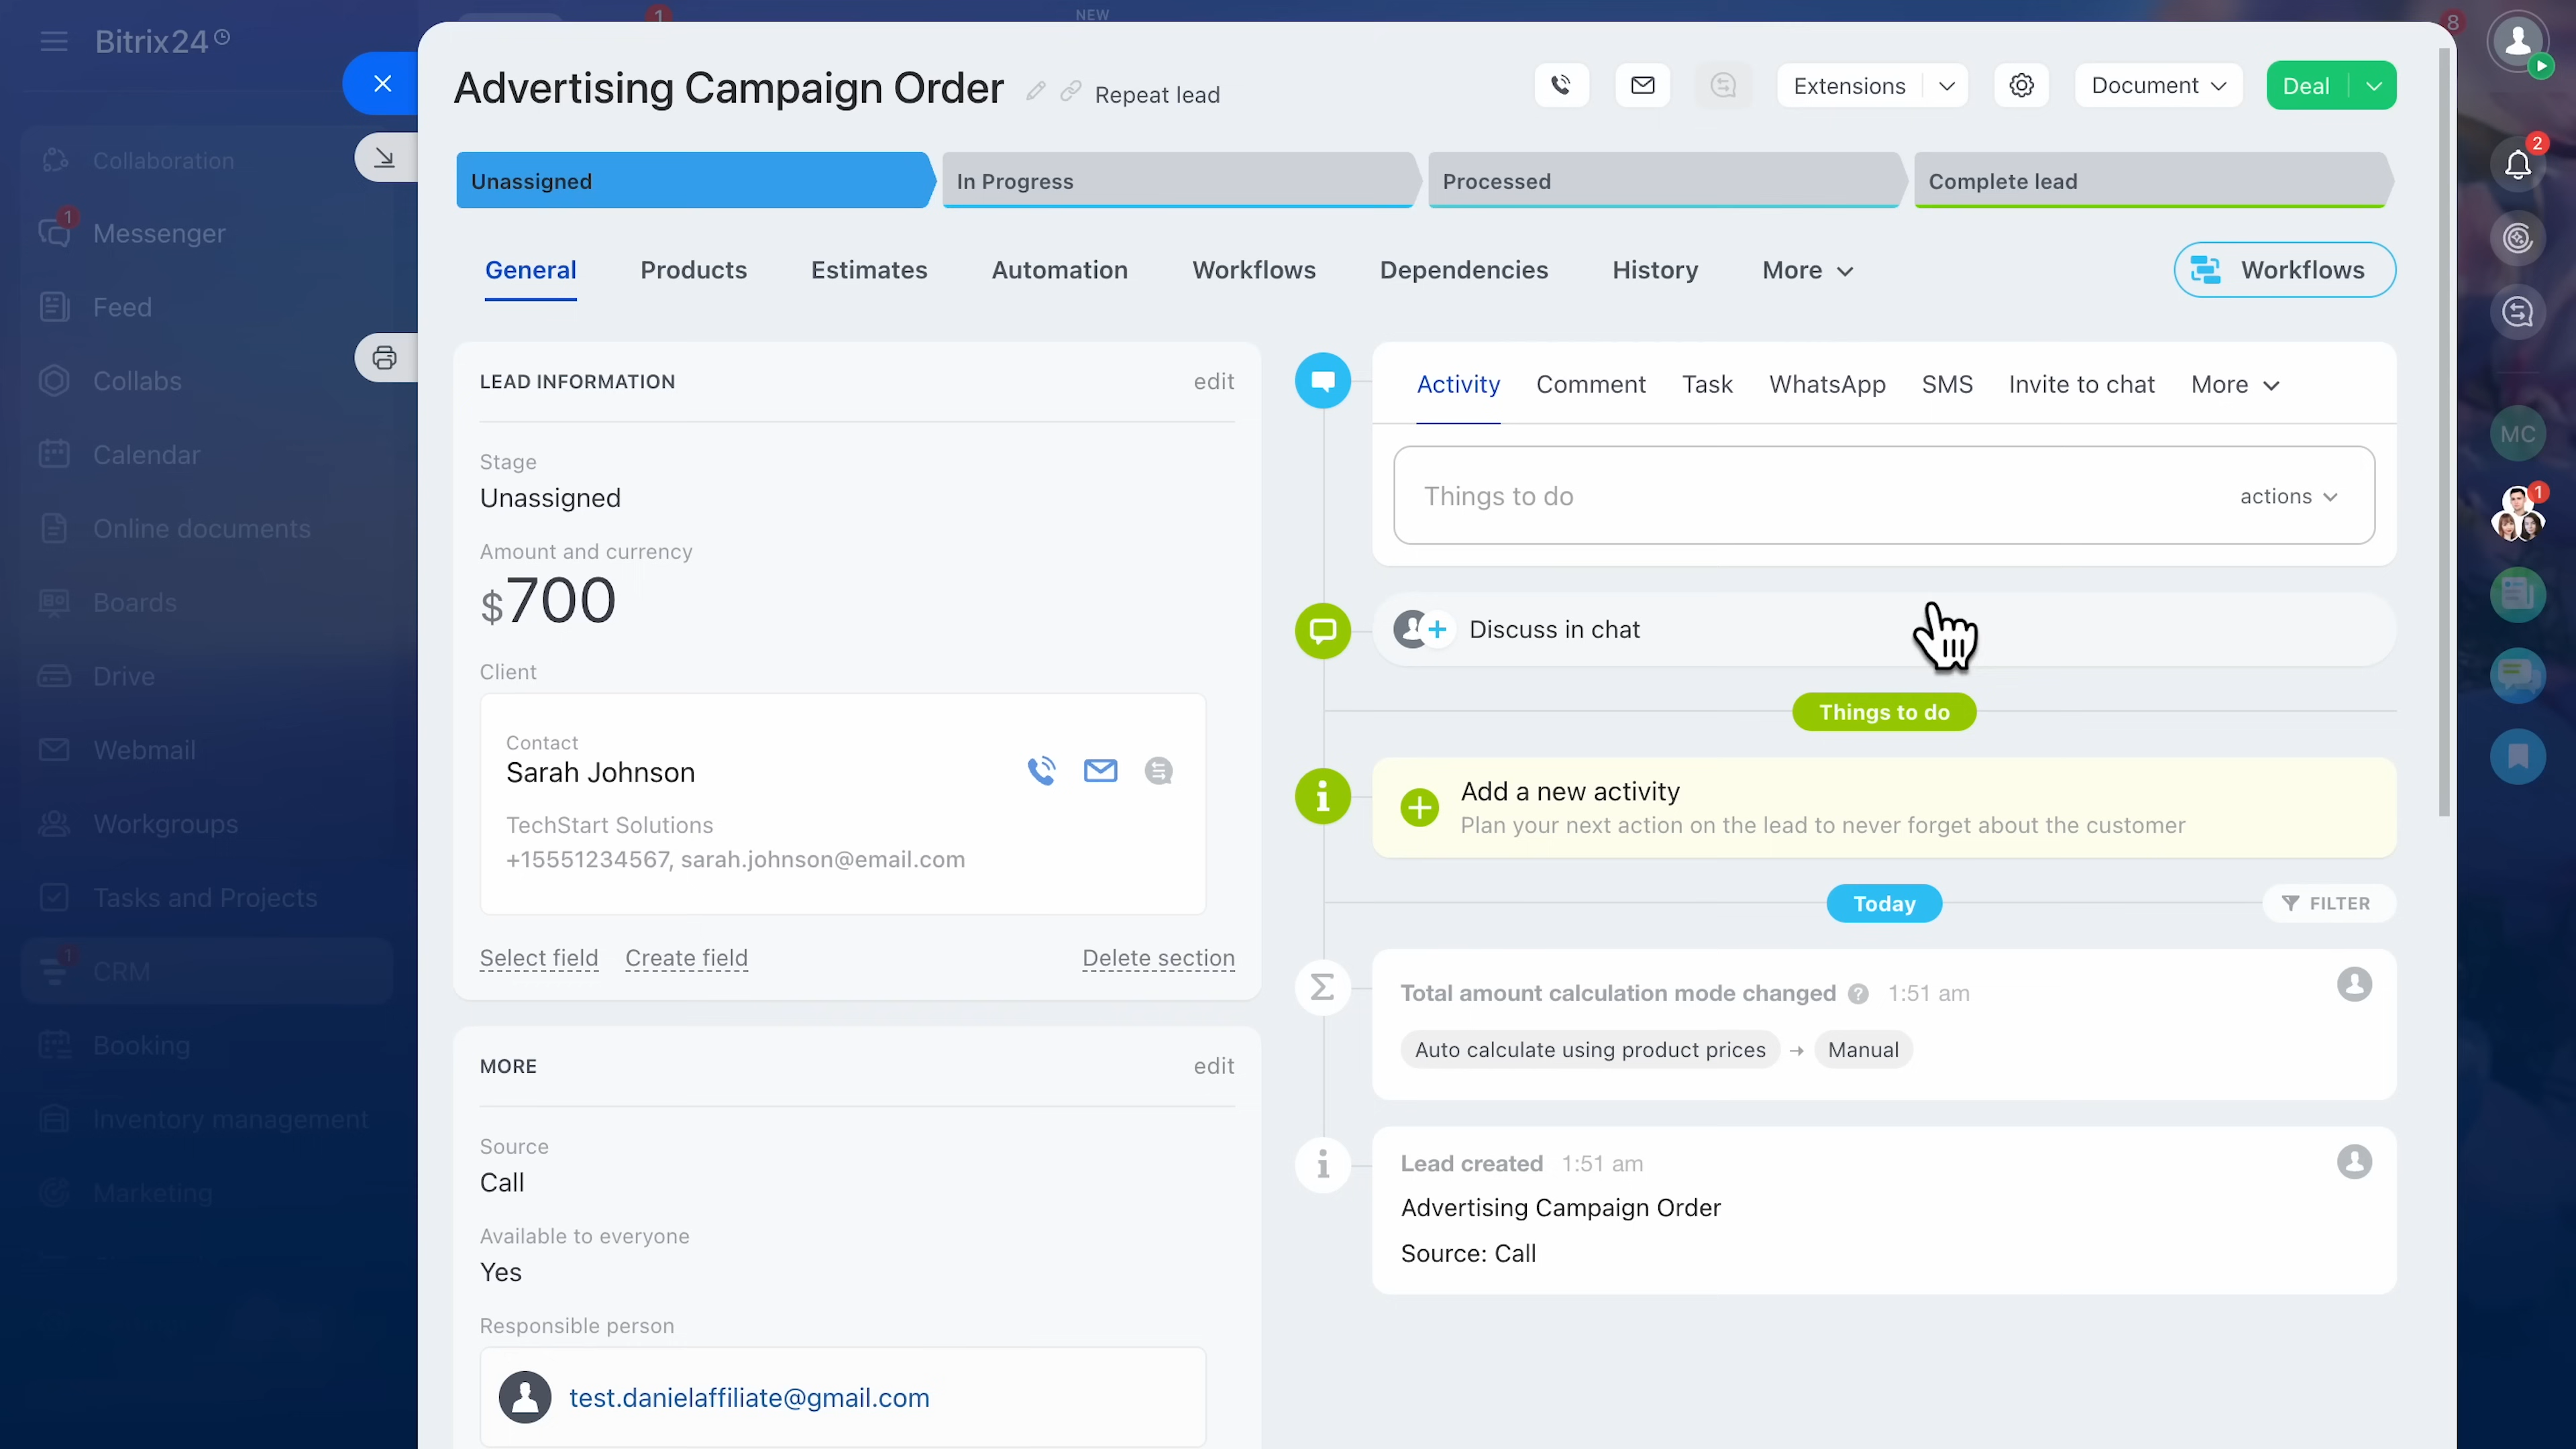 1
NEW
8
Bitrix24
Advertising Campaign Order
Repeat lead
Extensions
Document
Deal
Unassigned
In Progress
Processed
Complete lead
General
Products
Estimates
Automation
Workflows
Dependencies
History
More
Workflows
Collaboration
1
Messenger
Feed
Collabs
Calendar
Online documents
Boards
Drive
Webmail
Workgroups
Tasks and Projects
1
CRM
Booking
Inventory management
Marketing
LEAD INFORMATION
edit
Stage
Unassigned
Amount and currency
$700
Client
Contact
Sarah Johnson
TechStart Solutions
+15551234567, sarah.johnson@email.com
Select field
Create field
Delete section
MORE
edit
Source
Call
Available to everyone
Yes
Responsible person
test.danielaffiliate@gmail.com
Activity
Comment
Task
WhatsApp
SMS
Invite to chat
More
Things to do
actions
Discuss in chat
Things to do
Add a new activity
Plan your next action on the lead to never forget about the customer
Today
FILTER
Total amount calculation mode changed ? 1:51 am
Auto calculate using product prices → Manual
Lead created 1:51 am
Advertising Campaign Order
Source: Call
2
MC
1